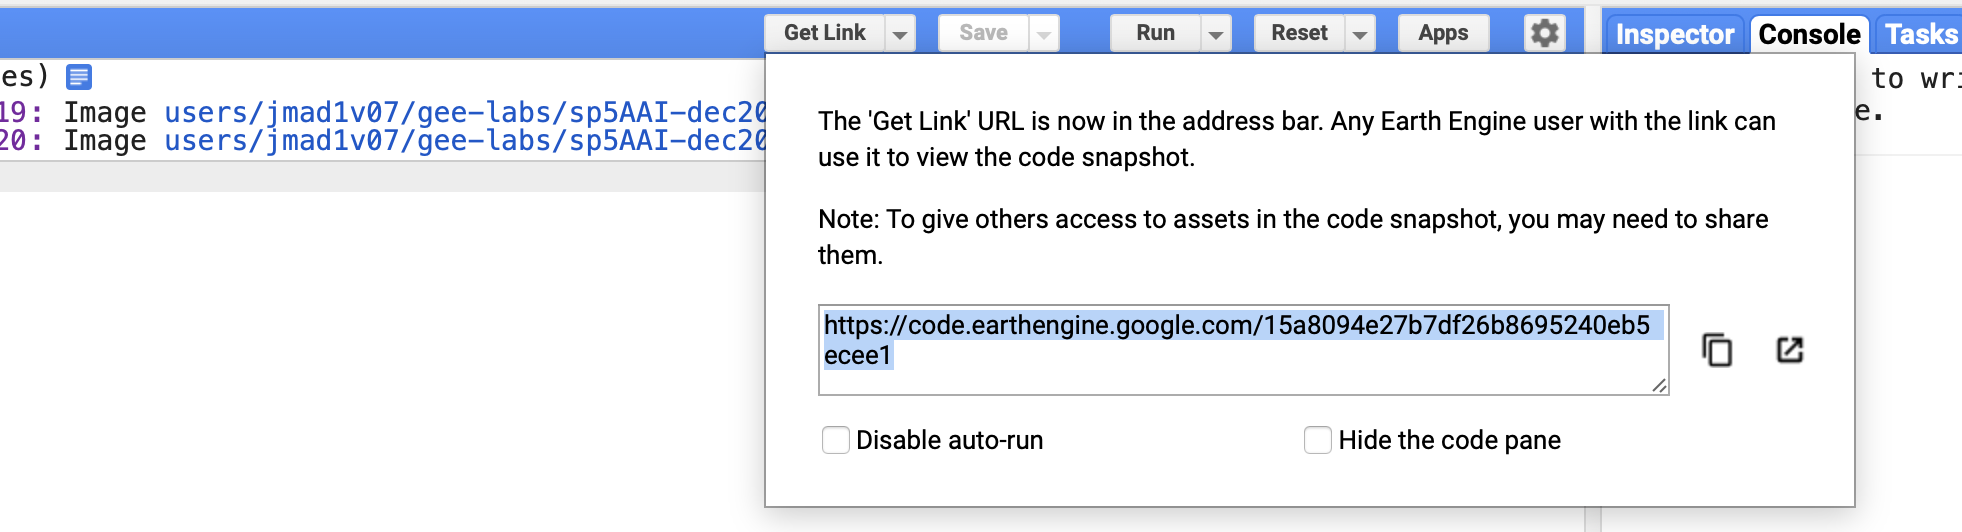 Get Link Save Run Reset Apps Inspector Console Tasks
es)
19: Image users/jmad1v07/gee-labs/sp5AAI-dec20
20: Image users/jmad1v07/gee-labs/sp5AAI-dec20
to wri
e.
The 'Get Link' URL is now in the address bar. Any Earth Engine user with the link can
use it to view the code snapshot.
Note: To give others access to assets in the code snapshot, you may need to share
them.
https://code.earthengine.google.com/15a8094e27b7df26b8695240eb5
ecee1
Disable auto-run Hide the code pane